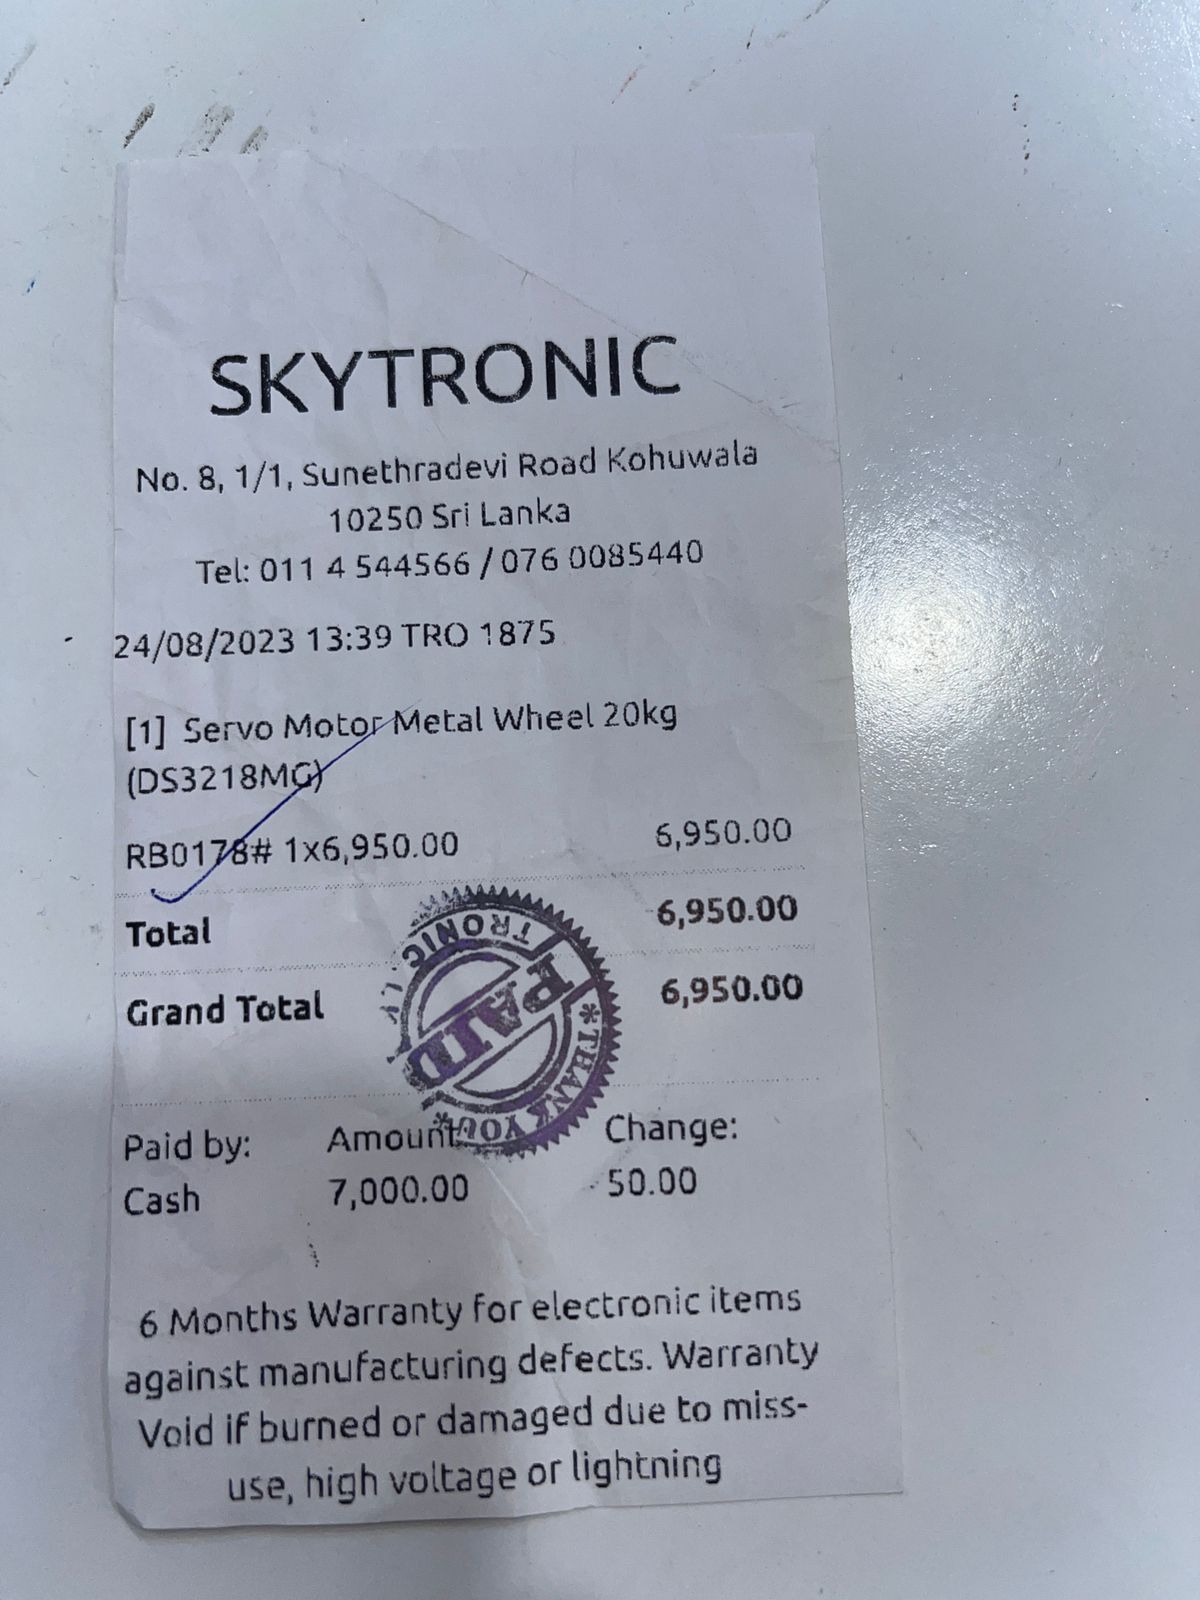 SKYTRONIC
No. 8, 1/1, Sunethradevi Road Kohuwala
10250 Sri Lanka
Tel: 011 4 544566 / 076 0085440
24/08/2023 13:39 TRO 1875
[1] Servo Motor Metal Wheel 20kg
(DS3218MG)
RB0178# 1x6,950.00 6,950.00
Total 6,950.00
Grand Total 6,950.00
TRONIC
PAID
*THANK YOU*
Paid by: Amount Change:
Cash 7,000.00 50.00
6 Months Warranty for electronic items
against manufacturing defects. Warranty
Void if burned or damaged due to miss-
use, high voltage or lightning